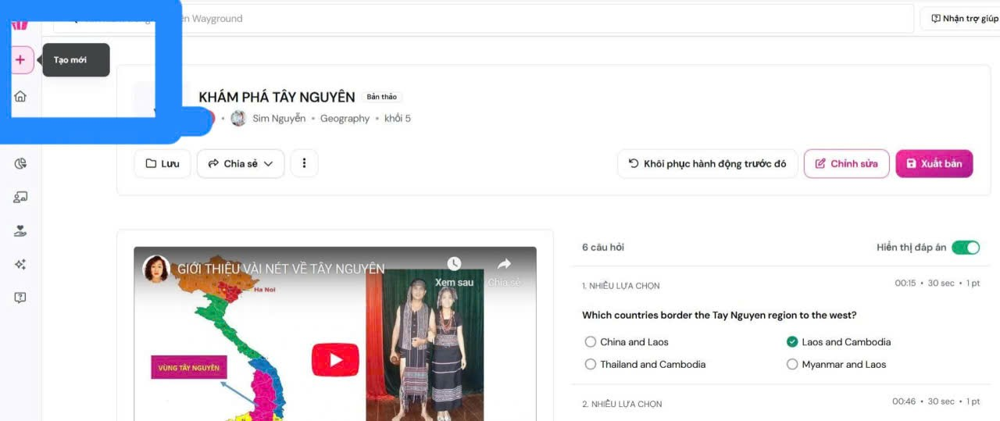 Wayground
Nhận trợ giúp
Tạo mới
KHÁM PHÁ TÂY NGUYÊN Bản thảo
• Sim Nguyễn • Geography • khối 5
Lưu
Chia sẻ
Khôi phục hành động trước đó
Chỉnh sửa
Xuất bản
GIỚI THIỆU VÀI NÉT VỀ TÂY NGUYÊN
Xem sau
Chia sẻ
Ha Noi
VÙNG TÂY NGUYÊN
6 câu hỏi
Hiển thị đáp án
1. NHIỀU LỰA CHỌN
00:15 • 30 sec • 1 pt
Which countries border the Tay Nguyen region to the west?
China and Laos
Laos and Cambodia
Thailand and Cambodia
Myanmar and Laos
2. NHIỀU LỰA CHỌN
00:46 • 30 sec • 1 pt